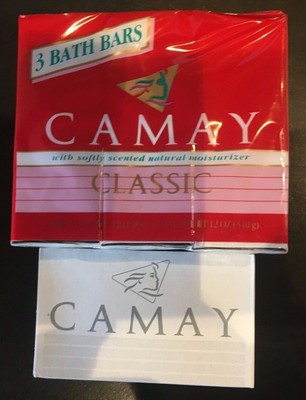 3 BATH BARS
CAMAY
with softly scented natural moisturizer
CLASSIC
CAMAY